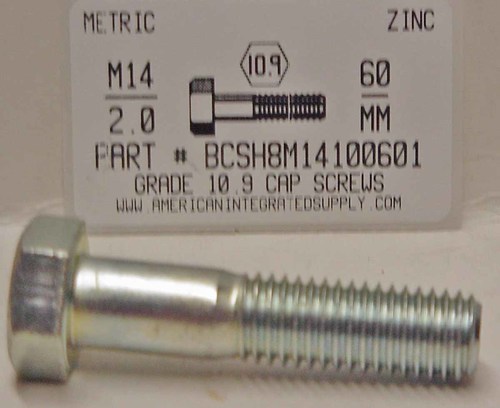 METRIC ZINC
M14 10.9 60
2.0 MM
PART # BCSH8M14100601
GRADE 10.9 CAP SCREWS
WWW.AMERICANINTEGRATEDSUPPLY.COM